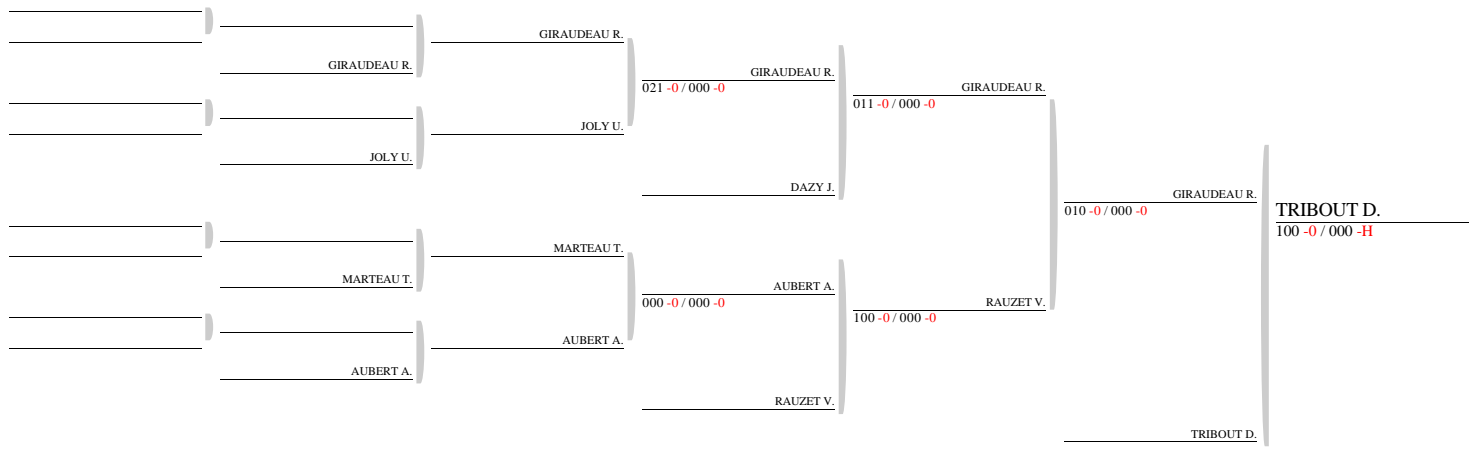 GIRAUDEAU R.
GIRAUDEAU R.
JOLY U.
JOLY U.
GIRAUDEAU R.
021 -0 / 000 -0
DAZY J.
GIRAUDEAU R.
011 -0 / 000 -0
MARTEAU T.
MARTEAU T.
AUBERT A.
AUBERT A.
AUBERT A.
000 -0 / 000 -0
RAUZET V.
RAUZET V.
100 -0 / 000 -0
GIRAUDEAU R.
010 -0 / 000 -0
TRIBOUT D.
TRIBOUT D.
100 -0 / 000 -H